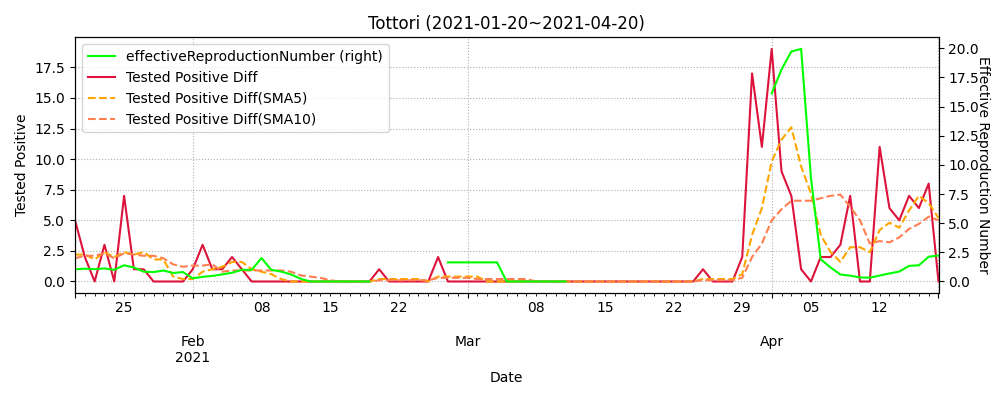 Tottori (2021-01-20~2021-04-20)
effectiveReproductionNumber (right)
Tested Positive Diff
Tested Positive Diff(SMA5)
Tested Positive Diff(SMA10)
Tested Positive
17.5
15.0
12.5
10.0
7.5
5.0
2.5
0.0
20.0
17.5
15.0
12.5
10.0
7.5
5.0
2.5
0.0
Effective Reproduction Number
25 08 15 22 08 15 22 29 05 12
Feb Mar Apr
2021
Date